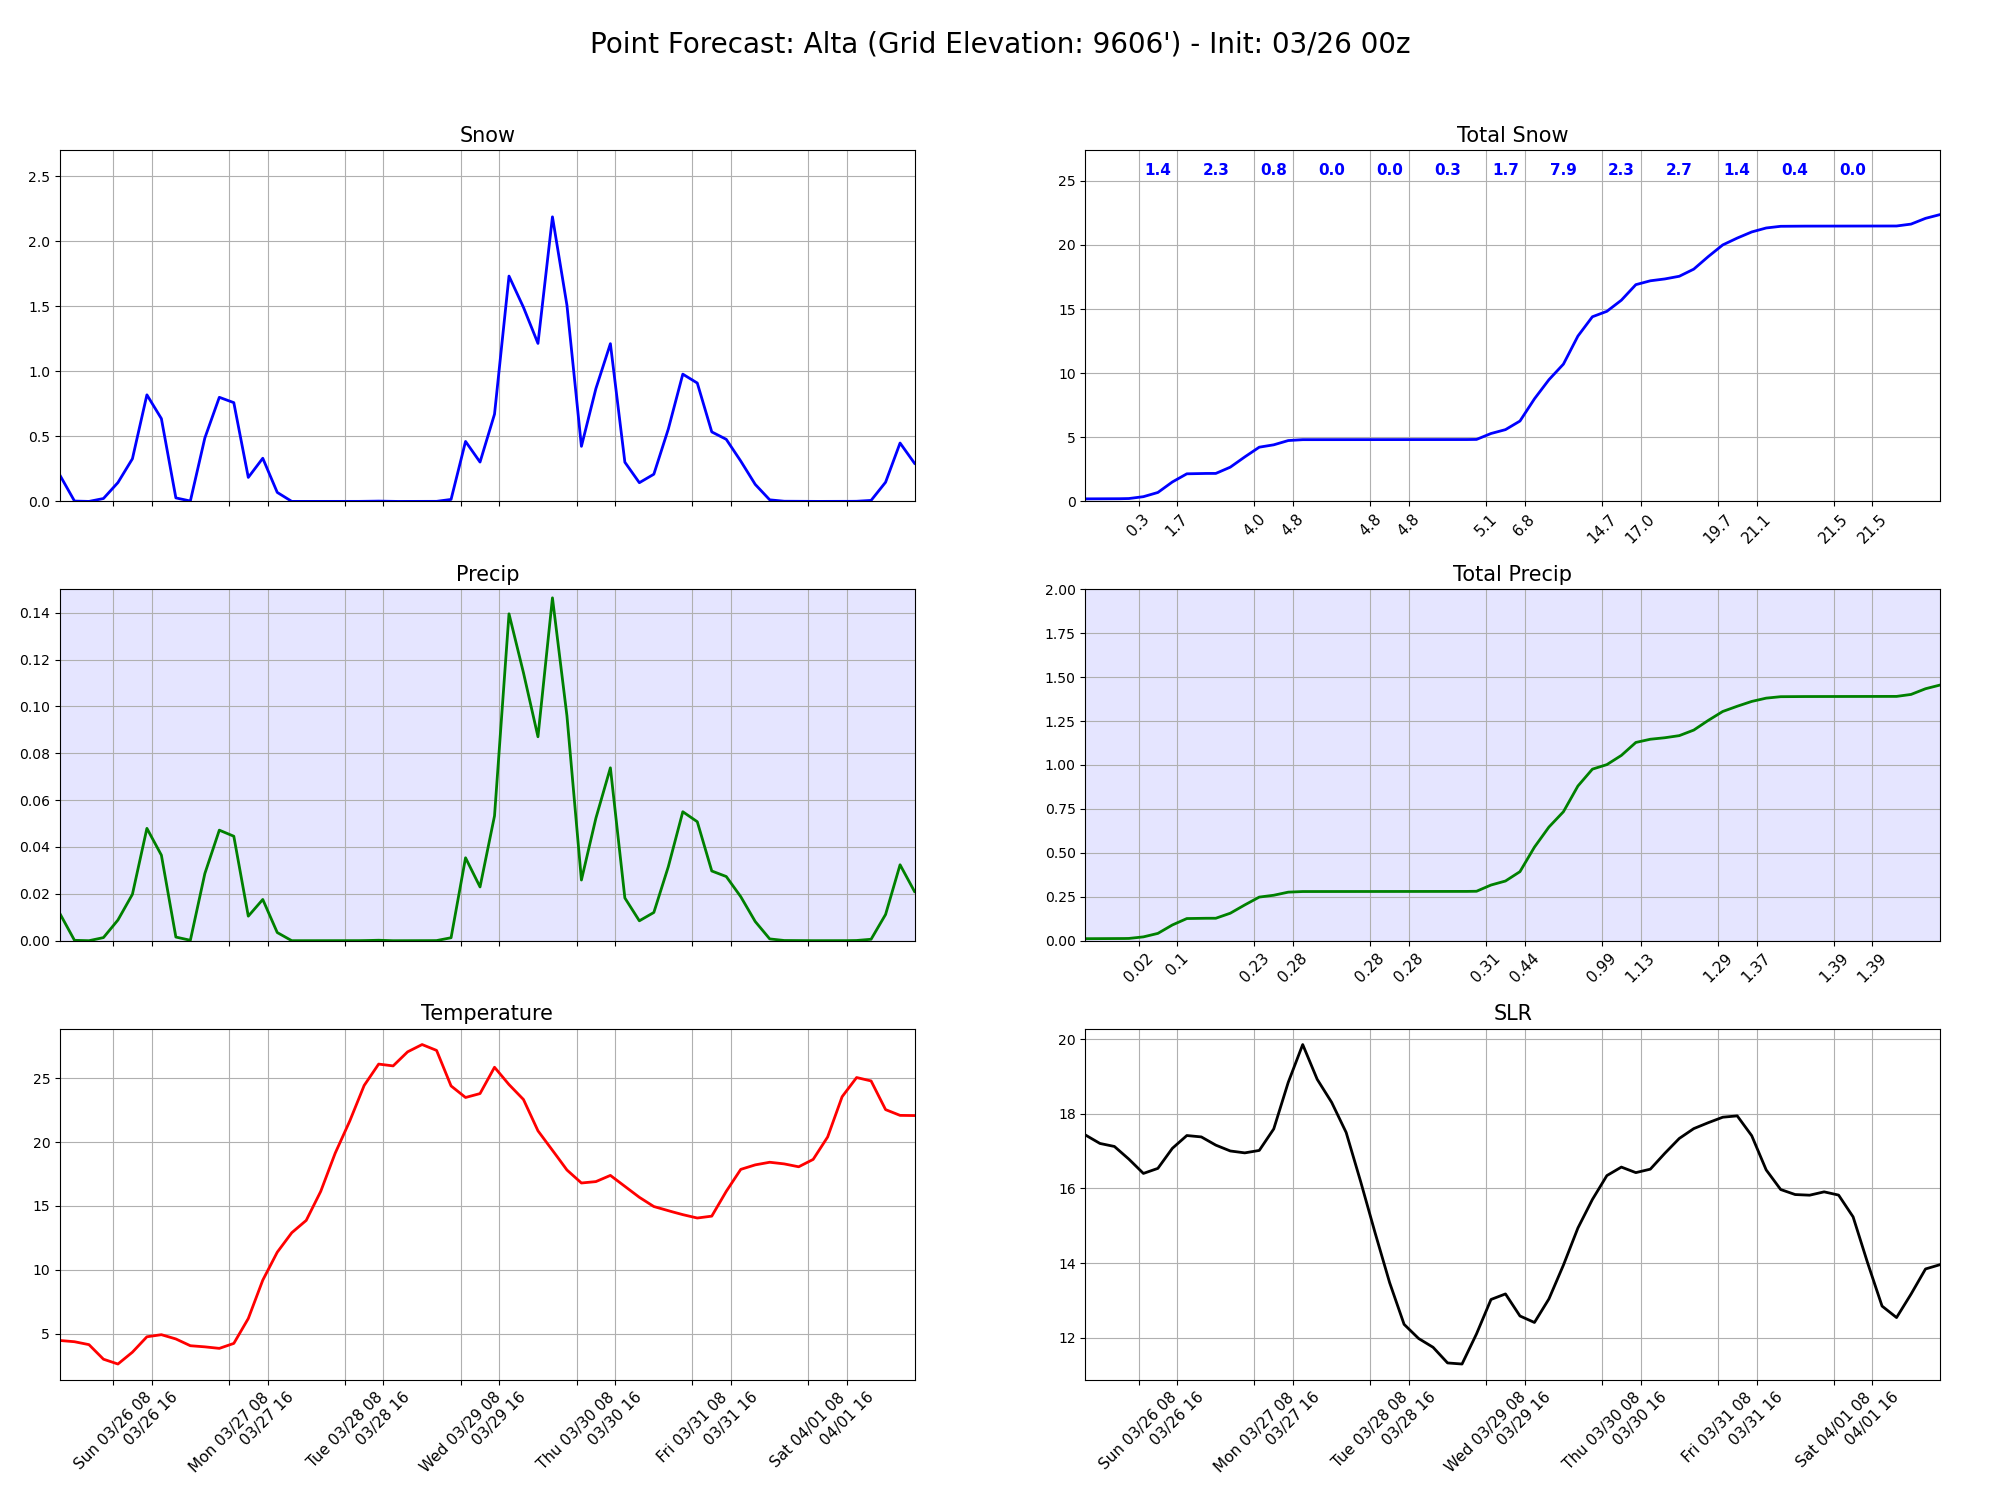 Point Forecast: Alta (Grid Elevation: 9606') - Init: 03/26 00z
Snow
2.5
2.0
1.5
1.0
0.5
0.0
Total Snow
1.4 2.3 0.8 0.0 0.0 0.3 1.7 7.9 2.3 2.7 1.4 0.4 0.0
25
20
15
10
5
0
0.3 1.7 4.0 4.8 4.8 4.8 5.1 6.8 14.7 17.0 19.7 21.1 21.5 21.5
Precip
0.14
0.12
0.10
0.08
0.06
0.04
0.02
0.00
Total Precip
2.00
1.75
1.50
1.25
1.00
0.75
0.50
0.25
0.00
0.02 0.1 0.23 0.28 0.28 0.28 0.31 0.44 0.99 1.13 1.29 1.37 1.39 1.39
Temperature
25
20
15
10
5
Sun 03/26 08
03/26 16
Mon 03/27 08
03/27 16
Tue 03/28 08
03/28 16
Wed 03/29 08
03/29 16
Thu 03/30 08
03/30 16
Fri 03/31 08
03/31 16
Sat 04/01 08
04/01 16
SLR
20
18
16
14
12
Sun 03/26 08
03/26 16
Mon 03/27 08
03/27 16
Tue 03/28 08
03/28 16
Wed 03/29 08
03/29 16
Thu 03/30 08
03/30 16
Fri 03/31 08
03/31 16
Sat 04/01 08
04/01 16